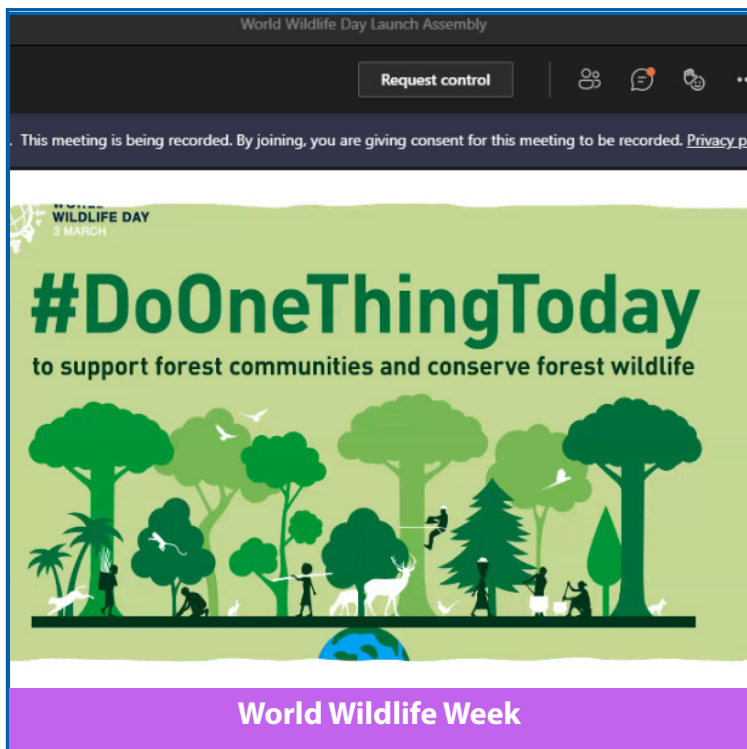 World Wildlife Day Launch Assembly
Request control
This meeting is being recorded. By joining, you are giving consent for this meeting to be recorded. Privacy
WILDLIFE DAY
3 MARCH
#DoOneThingToday
to support forest communities and conserve forest wildlife
World Wildlife Week